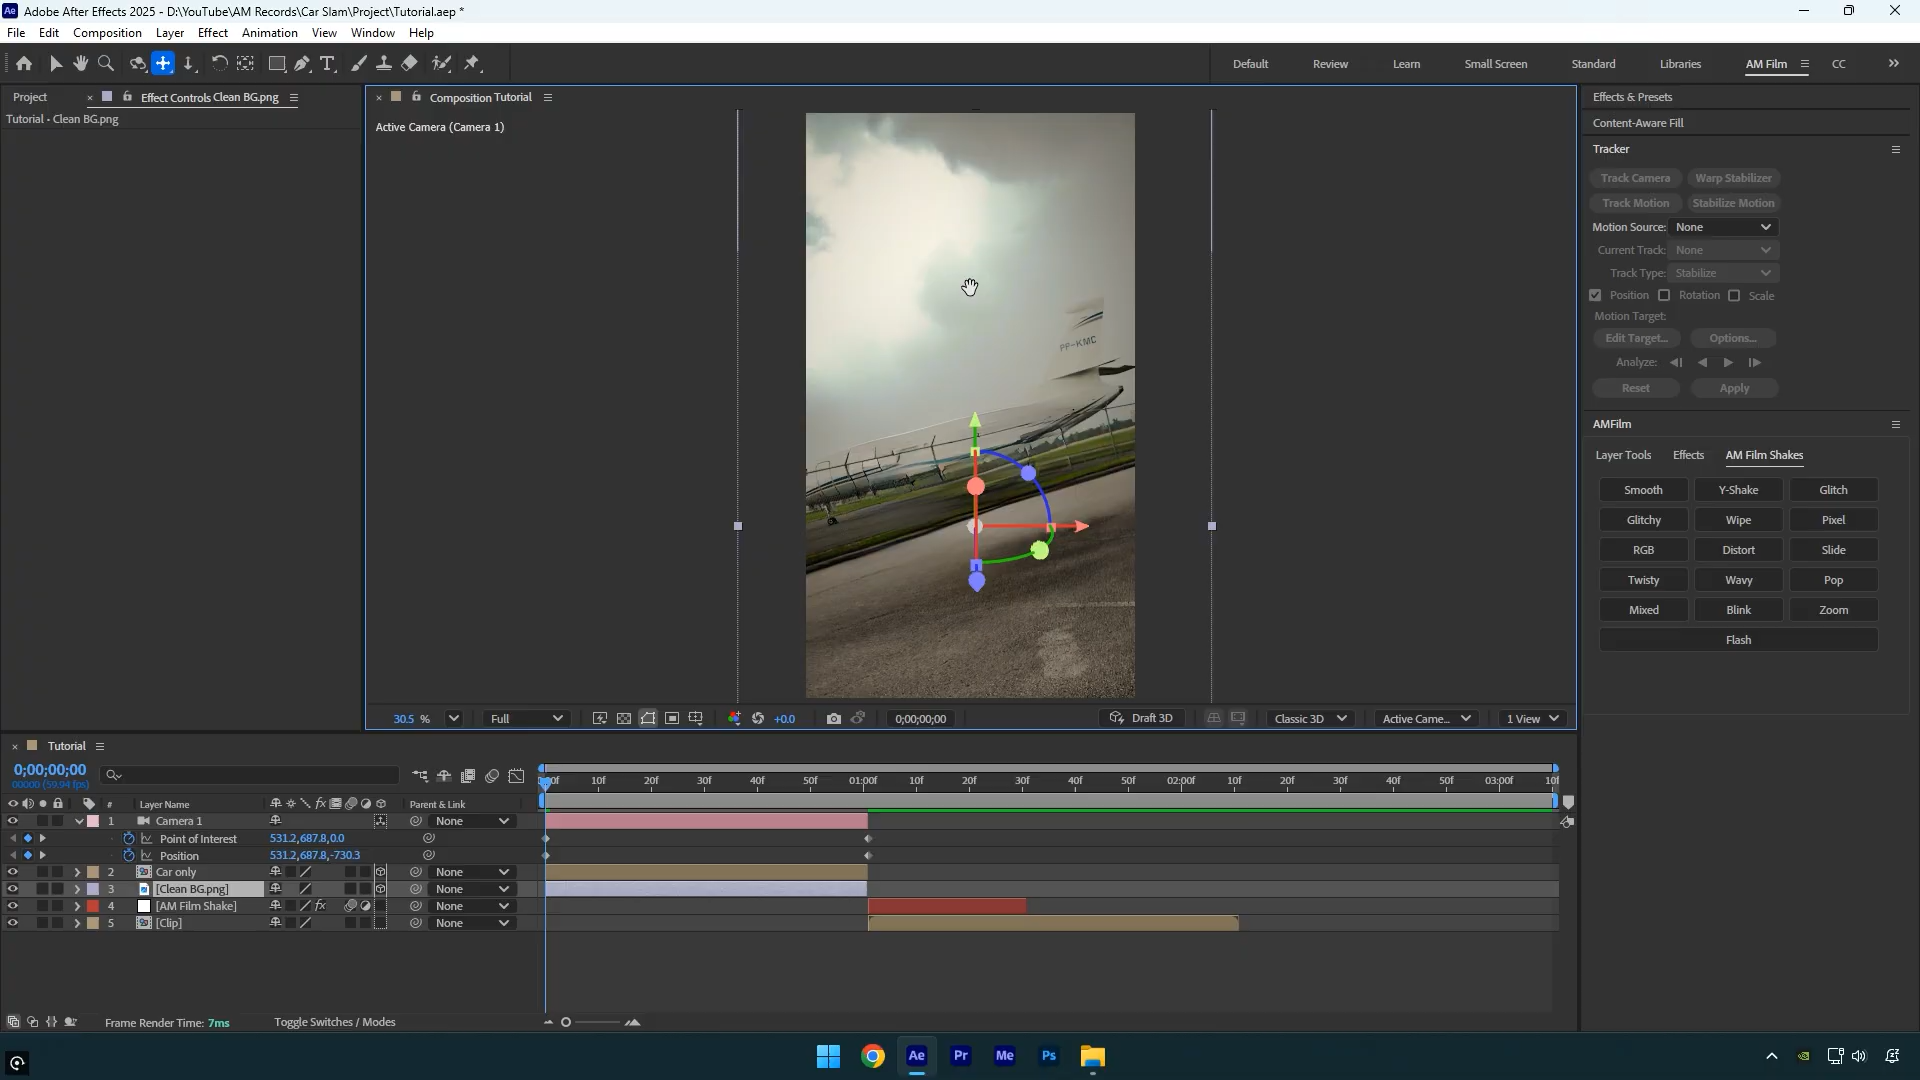 Adobe After Effects 2025 - D:\YouTube\AM Records\Car Slam\Project\Tutorial.aep *
File Edit Composition Layer Effect Animation View Window Help
Default Review Learn Small Screen Standard Libraries AM Film CC
Project Effect Controls Clean BG.png
Tutorial • Clean BG.png
Composition Tutorial
Active Camera (Camera 1)
PP-KMC
30.5 % Full +0.0 0;00;00;00 Draft 3D Classic 3D Active Came... 1 View
Effects & Presets
Content-Aware Fill
Tracker
Track Camera Warp Stabilizer
Track Motion Stabilize Motion
Motion Source: None
Current Track: None
Track Type: Stabilize
Position Rotation Scale
Motion Target:
Edit Target... Options...
Analyze:
Reset Apply
AMFilm
Layer Tools Effects AM Film Shakes
Smooth Y-Shake Glitch
Glitchy Wipe Pixel
RGB Distort Slide
Twisty Wavy Pop
Mixed Blink Zoom
Flash
Tutorial
0;00;00;00
00000 (59.94 fps)
10f 20f 30f 40f 50f 01:00f 10f 20f 30f 40f 50f 02:00f 10f 20f 30f 40f 50f 03:00f
# Layer Name Parent & Link
1 Camera 1 None
Point of Interest 531.2,687.8,0.0
Position 531.2,687.8,-730.3
2 Car only None
3 [Clean BG.png] None
4 [AM Film Shake] fx None
5 [Clip] None
Frame Render Time: 7ms Toggle Switches / Modes
Ae Pr Me Ps